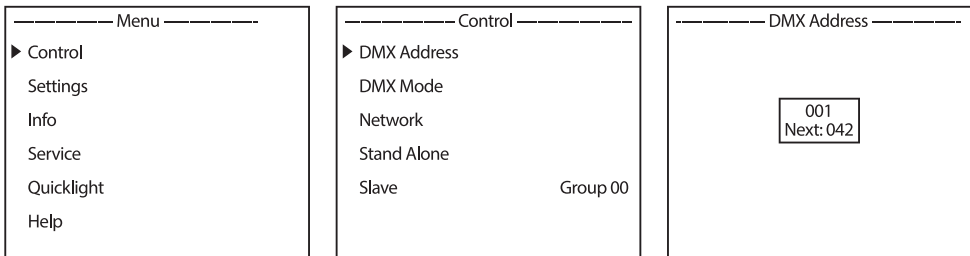 Menu
Control
Settings
Info
Service
Quicklight
Help
Control
DMX Address
DMX Mode
Network
Stand Alone
Slave Group 00
DMX Address
001
Next: 042